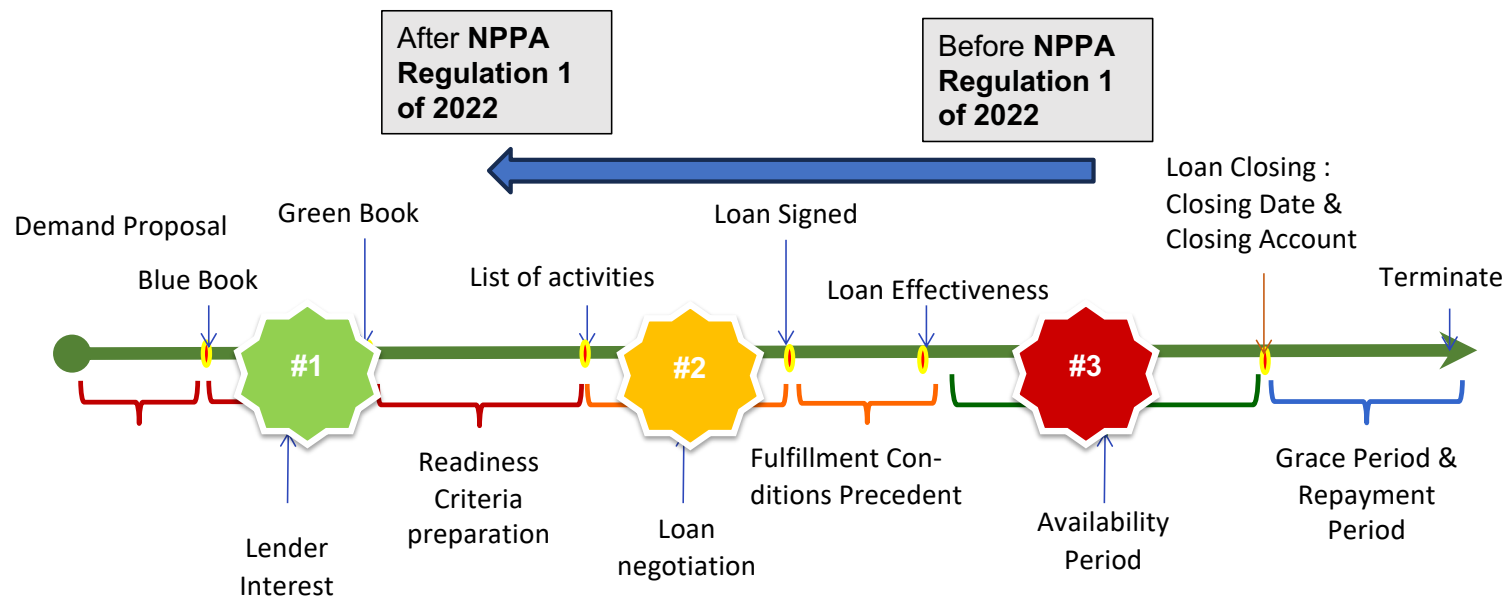 After NPPA
Regulation 1
of 2022
Before NPPA
Regulation 1
of 2022
Loan Closing :
Closing Date &
Closing Account
Demand Proposal
Green Book
Loan Signed
Blue Book
List of activities
Loan Effectiveness
Terminate
#1
#2
#3
Lender
Interest
Readiness
Criteria
preparation
Loan
negotiation
Fulfillment Con-
ditions Precedent
Availability
Period
Grace Period &
Repayment
Period